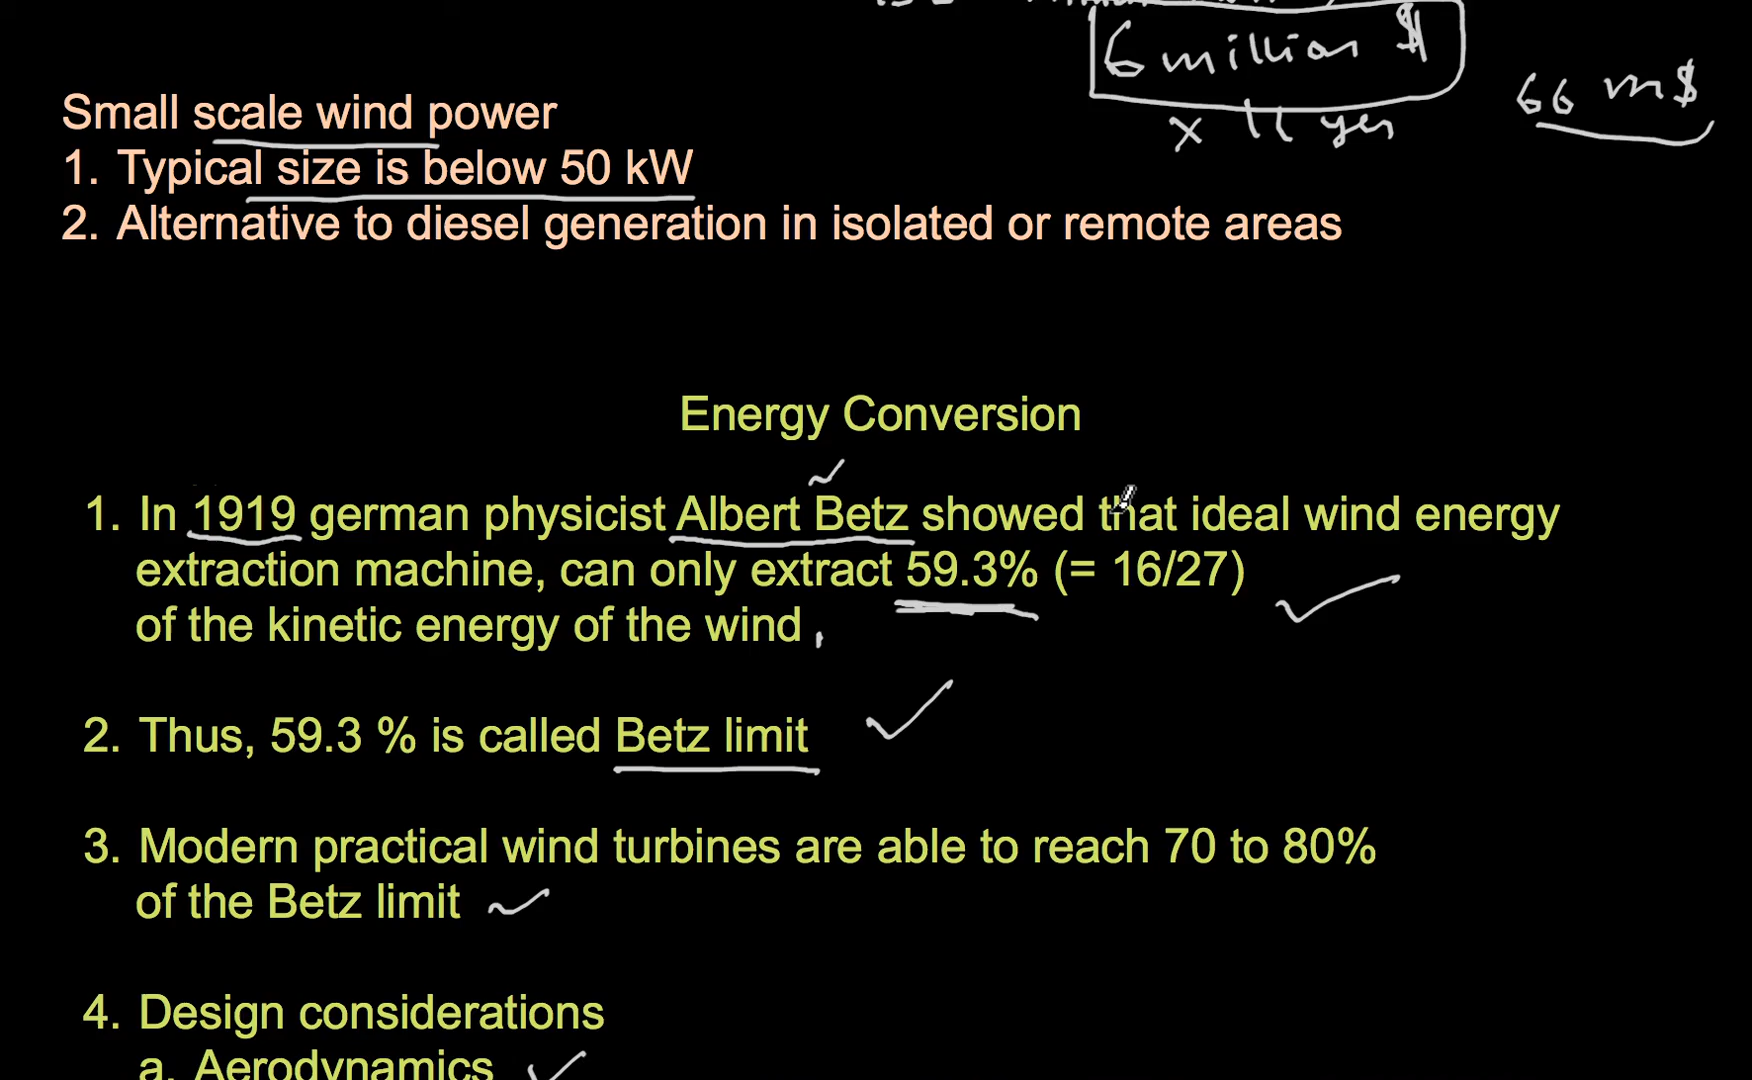 6 million $
66 m$
x 11 yer
Small scale wind power
1. Typical size is below 50 kW
2. Alternative to diesel generation in isolated or remote areas
Energy Conversion
1. In 1919 german physicist Albert Betz showed that ideal wind energy
extraction machine, can only extract 59.3% (= 16/27)
of the kinetic energy of the wind
2. Thus, 59.3 % is called Betz limit
3. Modern practical wind turbines are able to reach 70 to 80%
of the Betz limit
4. Design considerations
a. Aerodynamics